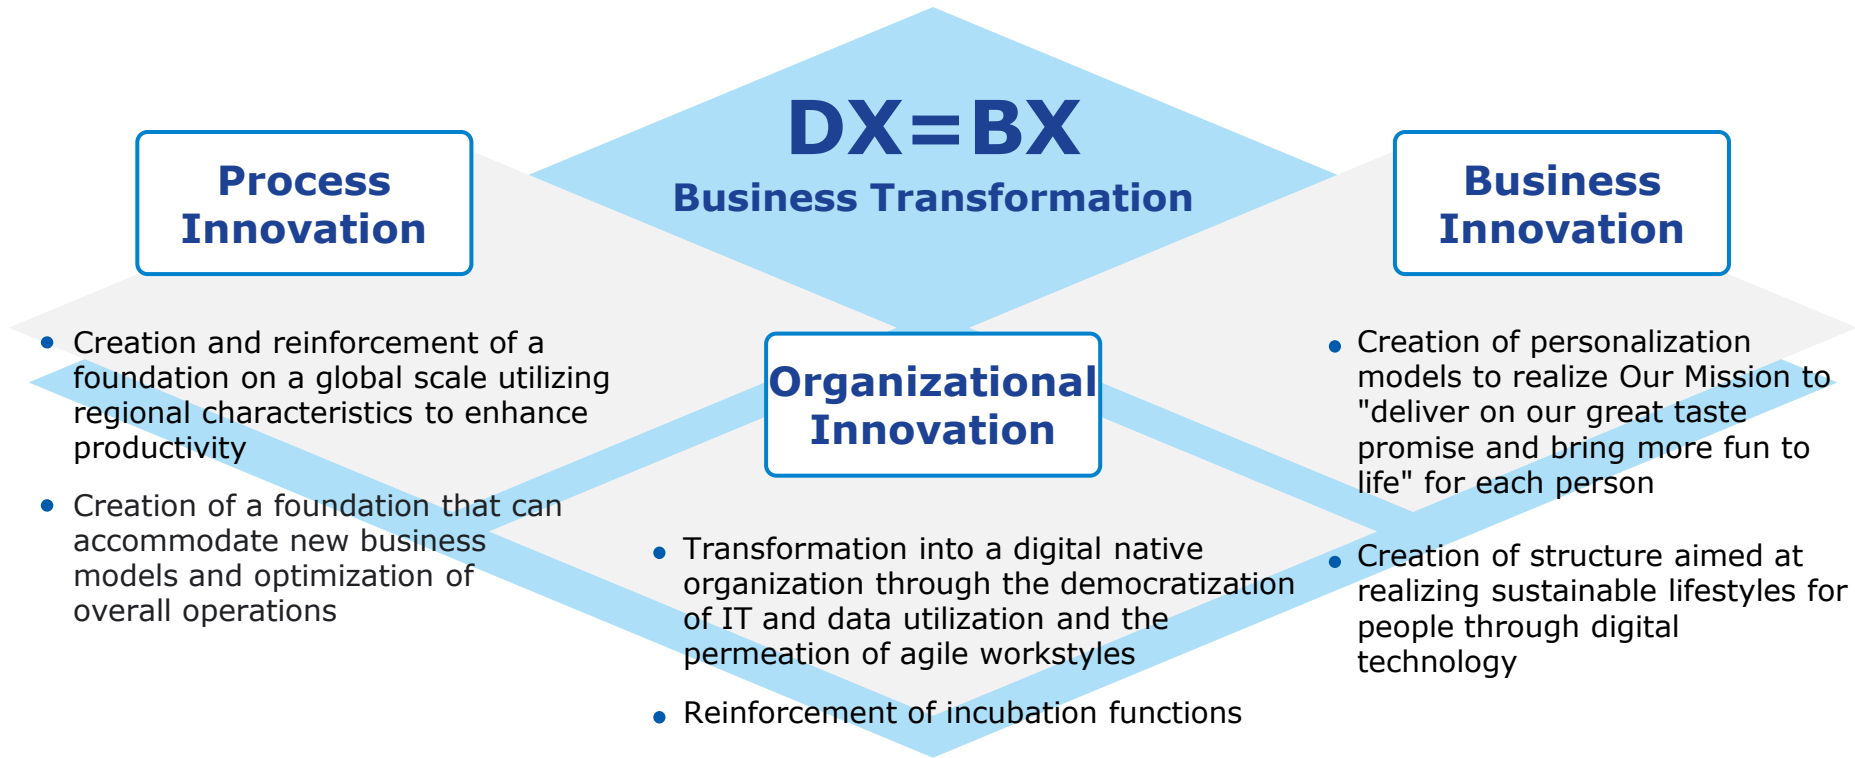 DX=BX
Business Transformation
Process
Innovation
• Creation and reinforcement of a
foundation on a global scale utilizing
regional characteristics to enhance
productivity
• Creation of a foundation that can
accommodate new business
models and optimization of
overall operations
Organizational
Innovation
• Transformation into a digital native
organization through the democratization
of IT and data utilization and the
permeation of agile workstyles
• Reinforcement of incubation functions
Business
Innovation
• Creation of personalization
models to realize Our Mission to
"deliver on our great taste
promise and bring more fun to
life" for each person
• Creation of structure aimed at
realizing sustainable lifestyles for
people through digital
technology